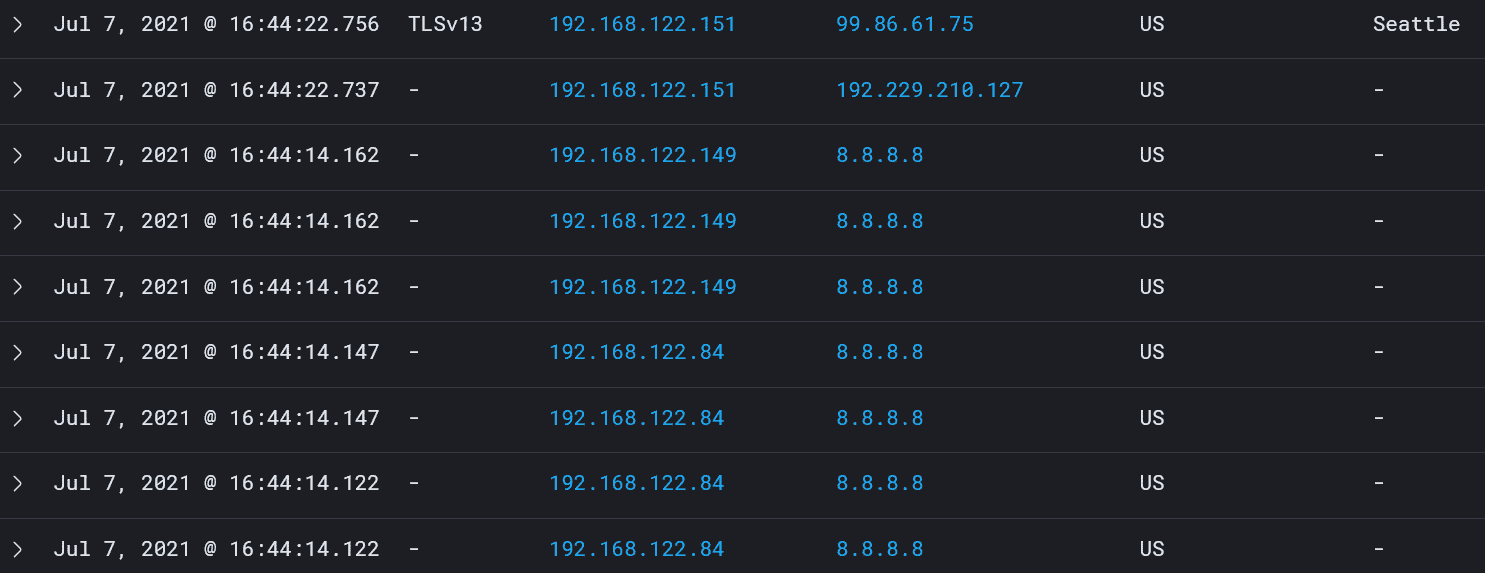 Jul 7, 2021 @ 16:44:22.756 TLSv13 192.168.122.151 99.86.61.75 US Seattle
Jul 7, 2021 @ 16:44:22.737 - 192.168.122.151 192.229.210.127 US -
Jul 7, 2021 @ 16:44:14.162 - 192.168.122.149 8.8.8.8 US -
Jul 7, 2021 @ 16:44:14.162 - 192.168.122.149 8.8.8.8 US -
Jul 7, 2021 @ 16:44:14.162 - 192.168.122.149 8.8.8.8 US -
Jul 7, 2021 @ 16:44:14.147 - 192.168.122.84 8.8.8.8 US -
Jul 7, 2021 @ 16:44:14.147 - 192.168.122.84 8.8.8.8 US -
Jul 7, 2021 @ 16:44:14.122 - 192.168.122.84 8.8.8.8 US -
Jul 7, 2021 @ 16:44:14.122 - 192.168.122.84 8.8.8.8 US -